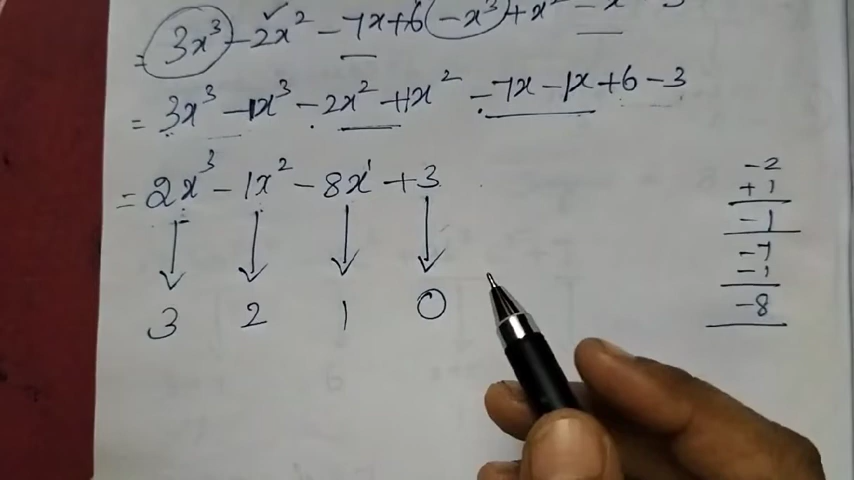 = 3x³ - 2x² - 7x + 6 - x³ + x² - x
= 3x³ - 1x³ - 2x² + 1x² - 7x - 1x + 6 - 3
= 2x³ - 1x² - 8x¹ + 3
3 2 1 0
-2
+1
-1
-7
-1
-8